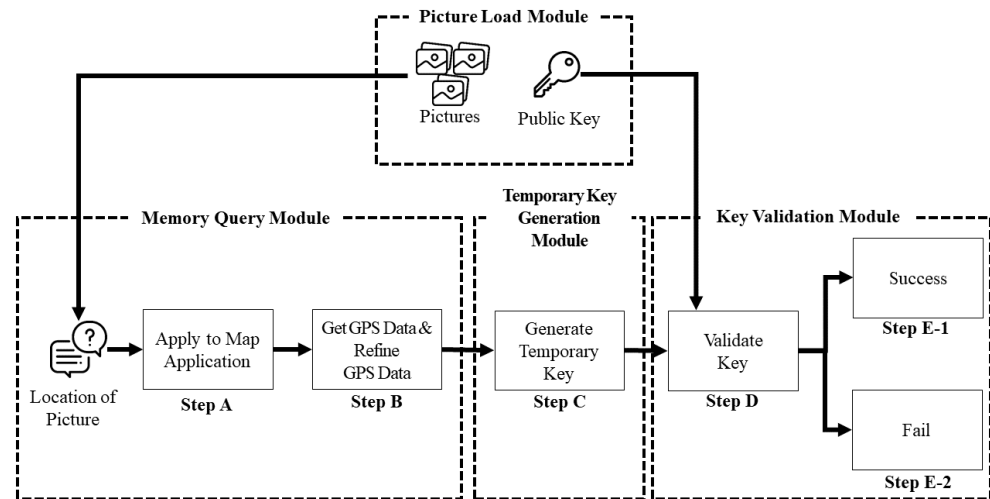 Picture Load Module
Pictures
Public Key
Memory Query Module
Temporary Key
Generation
Module
Key Validation Module
?
Location of
Picture
Apply to Map
Application
Step A
Get GPS Data &
Refine
GPS Data
Step B
Generate
Temporary
Key
Step C
Validate
Key
Step D
Success
Step E-1
Fail
Step E-2